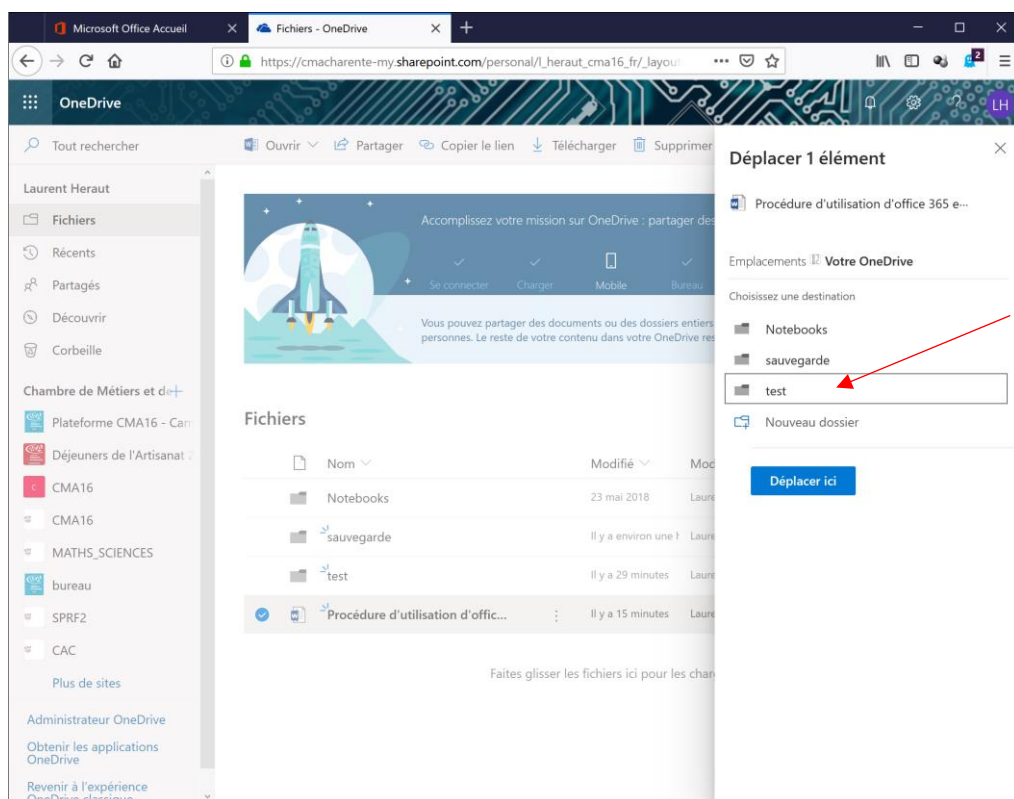 Microsoft Office Accueil
Fichiers - OneDrive
https://cmacharente-my.sharepoint.com/personal/l_heraut_cma16_fr/_layou
2
OneDrive
LH
Tout rechercher
Ouvrir
Partager
Copier le lien
Télécharger
Supprimer
Laurent Heraut
Fichiers
Récents
Partagés
Découvrir
Corbeille
Chambre de Métiers et de
Plateforme CMA16 - Can
Déjeuners de l'Artisanat 2
C CMA16
CMA16
MATHS_SCIENCES
bureau
SPRF2
CAC
Plus de sites
Administrateur OneDrive
Obtenir les applications
OneDrive
Revenir à l'expérience
OneDrive classique
Accomplissez votre mission sur OneDrive : partager des
Se connecter
Charger
Mobile
Bureau
Vous pouvez partager des documents ou des dossiers entiers
personnes. Le reste de votre contenu dans votre OneDrive res
Fichiers
Nom
Modifié
Mod
Notebooks
23 mai 2018
Laure
sauvegarde
Il y a environ une h
Laure
test
Il y a 29 minutes
Laure
Procédure d'utilisation d'offic...
Il y a 15 minutes
Laure
Faites glisser les fichiers ici pour les char
Déplacer 1 élément
Procédure d'utilisation d'office 365 e...
Emplacements
Votre OneDrive
Choisissez une destination
Notebooks
sauvegarde
test
Nouveau dossier
Déplacer ici